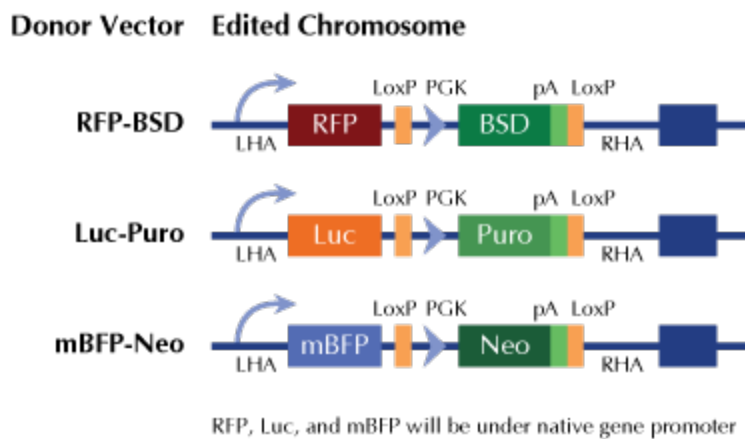 Donor Vector Edited Chromosome
LoxP PGK pA LoxP
RFP-BSD RFP BSD
LHA RHA
LoxP PGK pA LoxP
Luc-Puro Luc Puro
LHA RHA
LoxP PGK pA LoxP
mBFP-Neo mBFP Neo
LHA RHA
RFP, Luc, and mBFP will be under native gene promoter